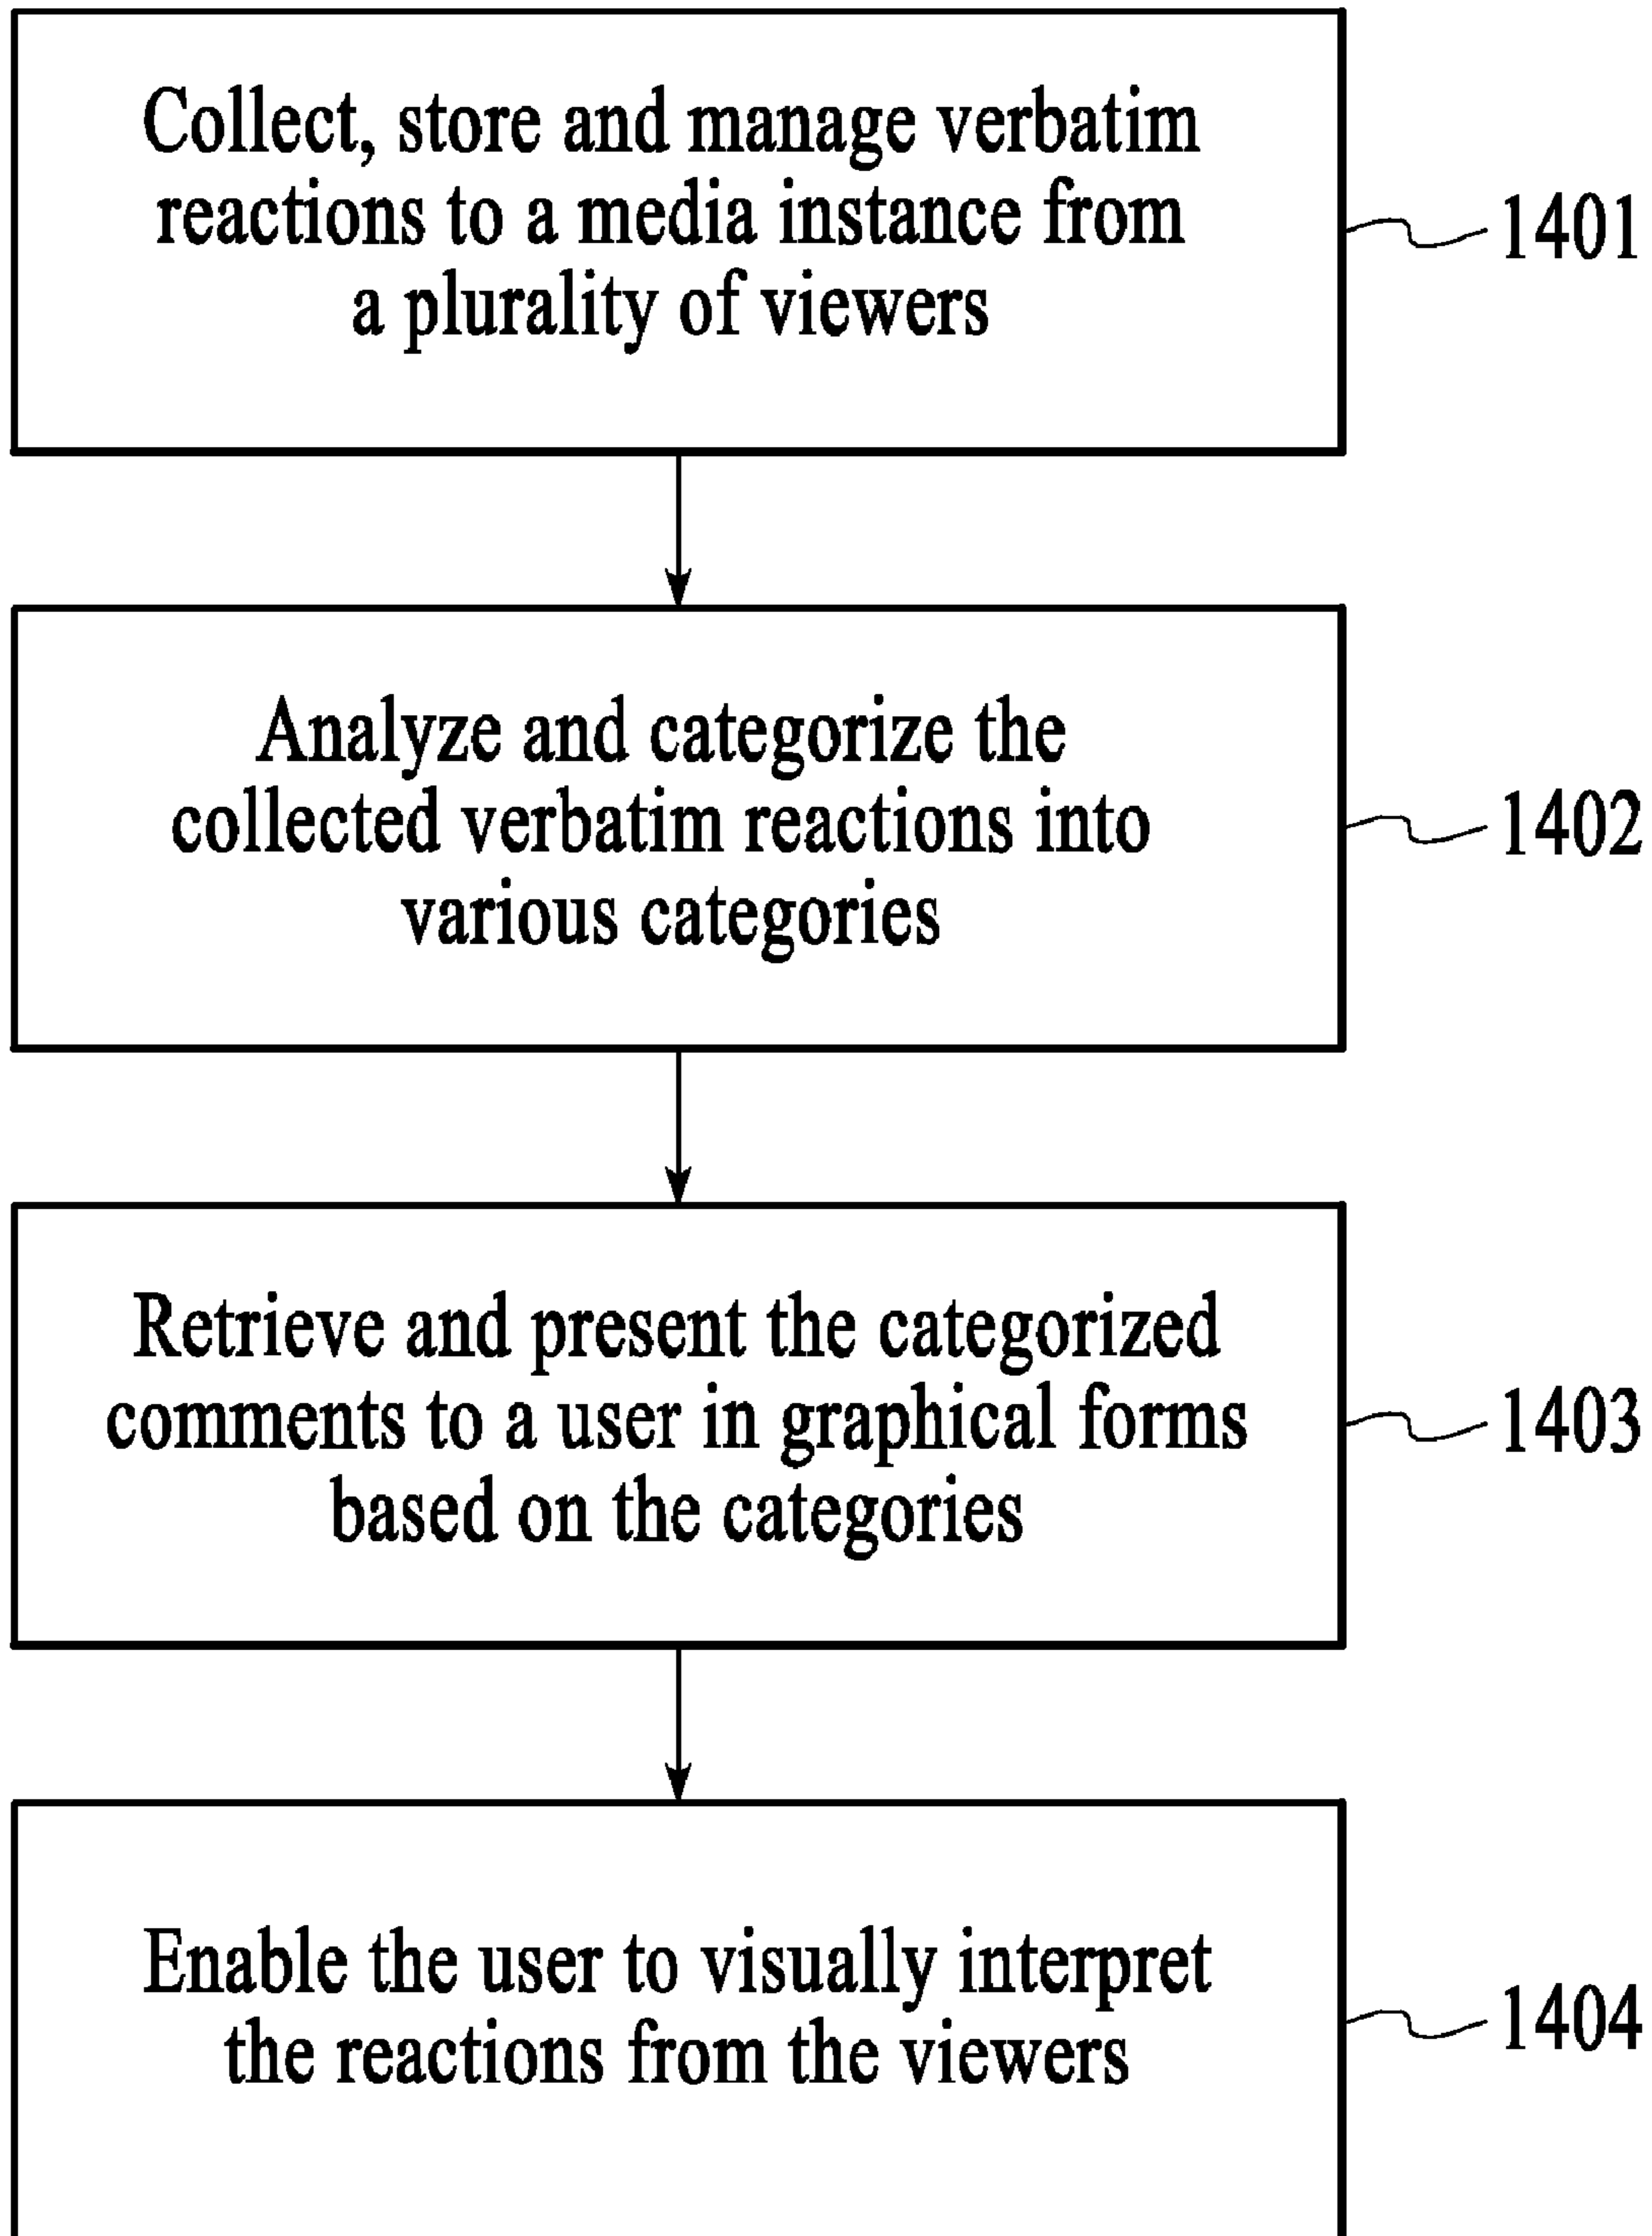 Collect, store and manage verbatim
reactions to a media instance from
a plurality of viewers
1401
Analyze and categorize the
collected verbatim reactions into
various categories
1402
Retrieve and present the categorized
comments to a user in graphical forms
based on the categories
1403
Enable the user to visually interpret
the reactions from the viewers
1404